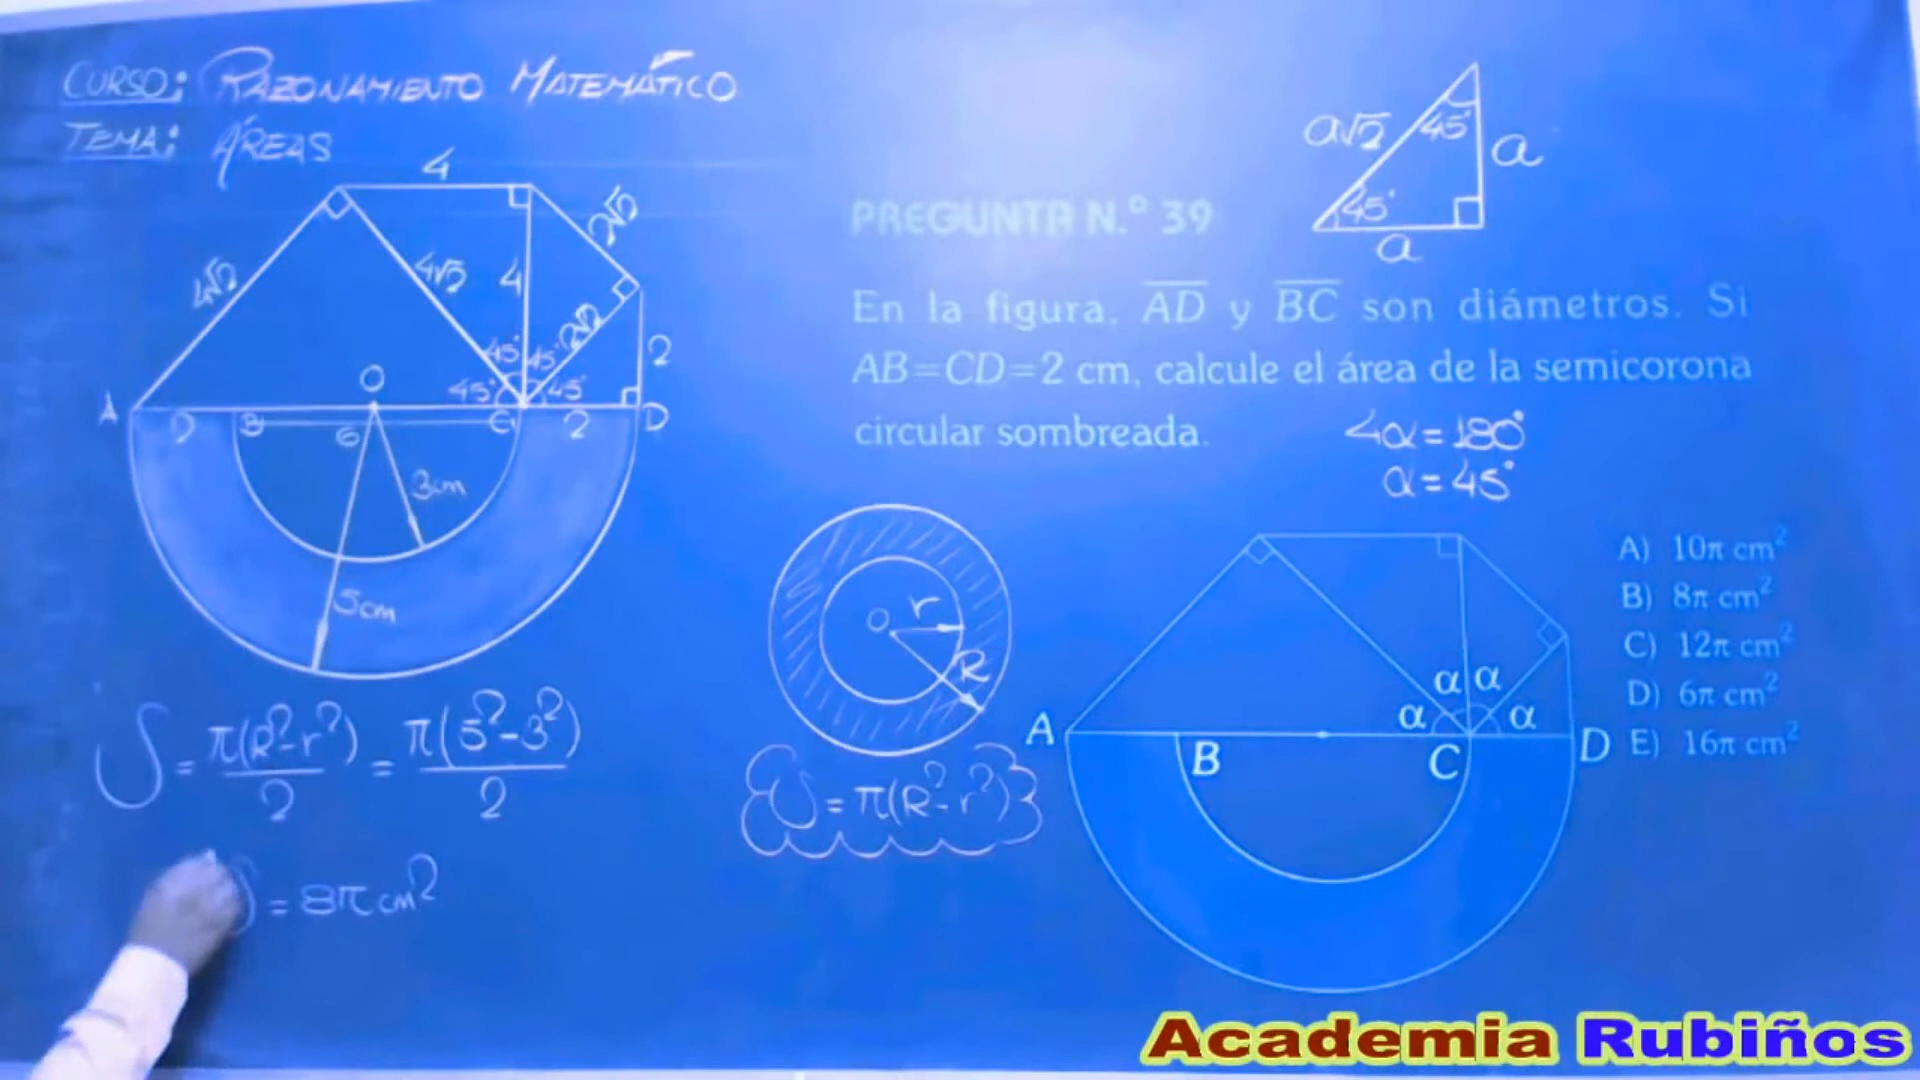 CURSO: RAZONAMIENTO MATEMÁTICO
TEMA: ÁREAS
4
4√2
4√2
4
2√2
2√2
2
45° 45°
45° 45°
O
A 2 B 6 C 2 D
3cm
5cm
S = π(R²-r²)/2 = π(5²-3²)/2
S = 8π cm²
a√2
45°
a
45°
a
PREGUNTA N.° 39
En la figura, AD y BC son diámetros. Si
AB=CD=2 cm, calcule el área de la semicorona
circular sombreada.
4α = 180°
α = 45°
O r
R
S = π(R²-r²)
α α
α α
A B C D
A) 10π cm²
B) 8π cm²
C) 12π cm²
D) 6π cm²
E) 16π cm²
Academia Rubiños